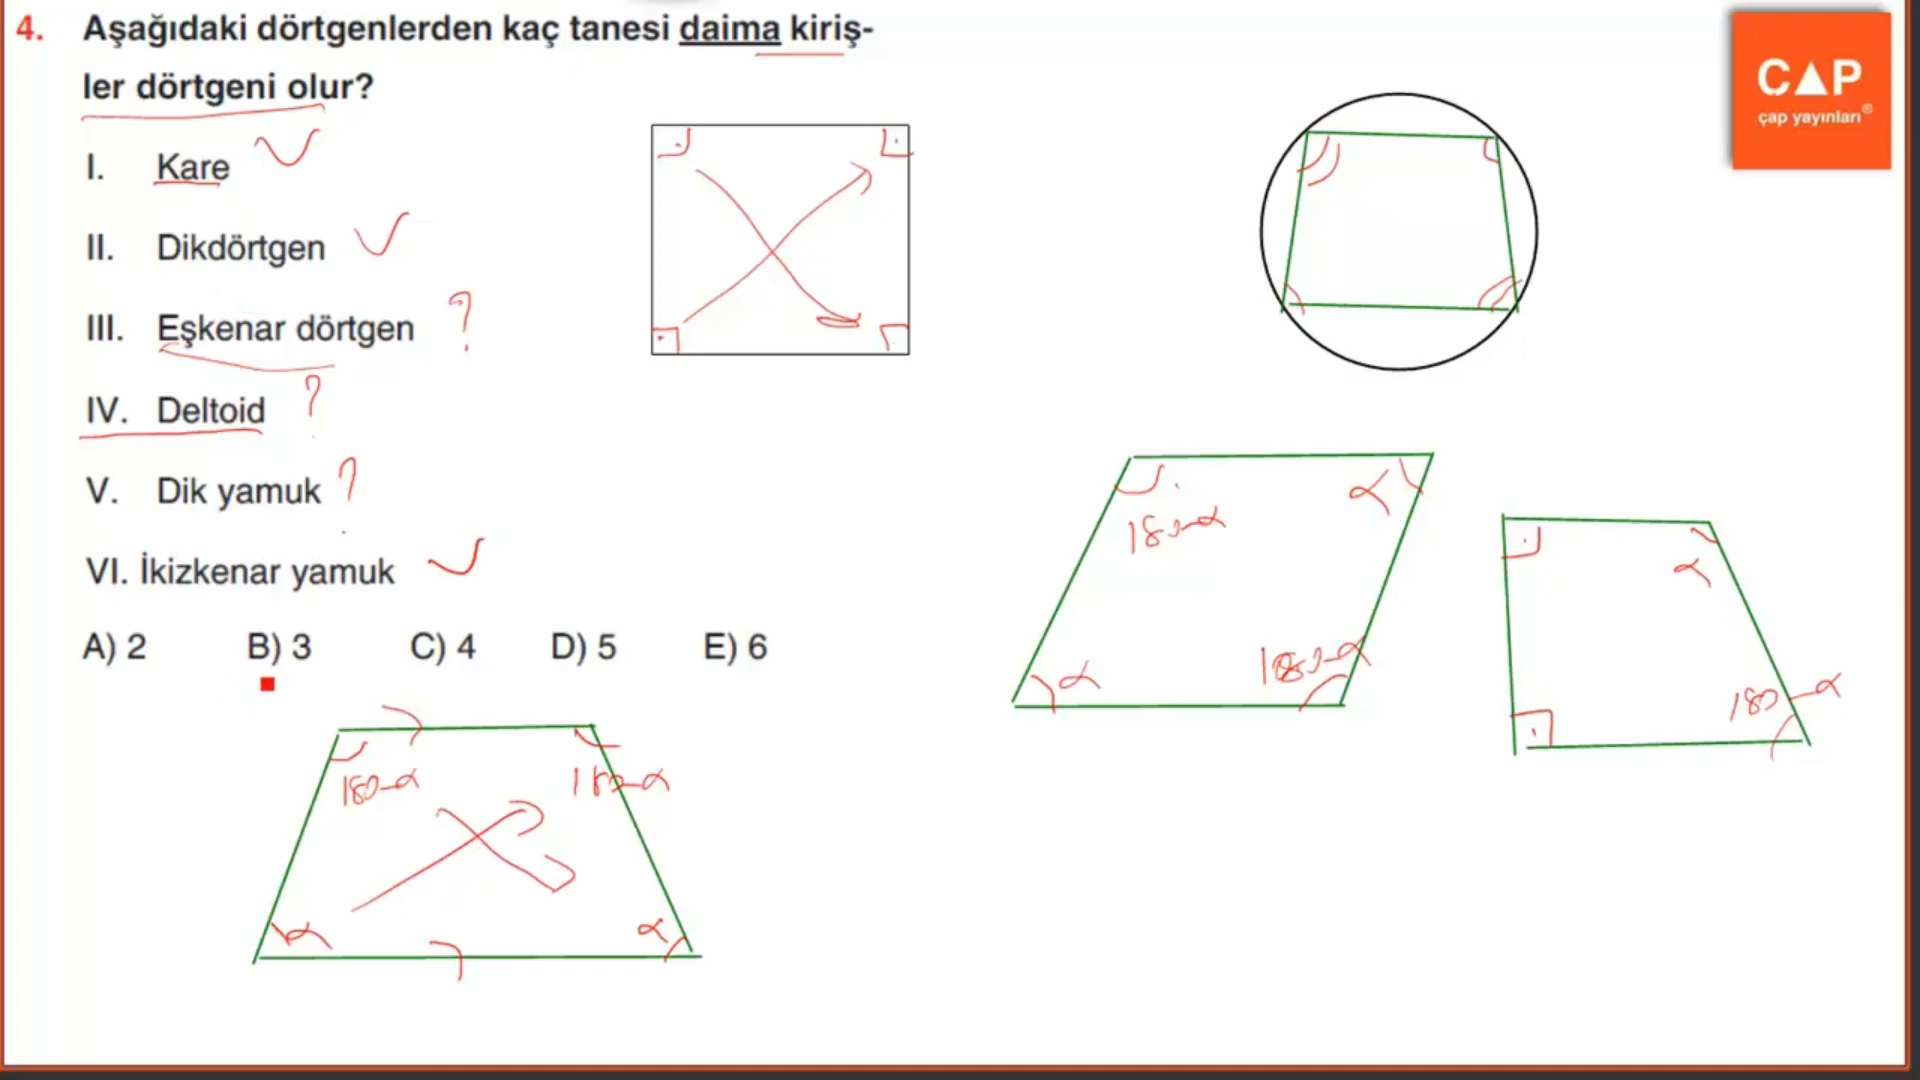 4. Aşağıdaki dörtgenlerden kaç tanesi daima kiriş-
ler dörtgeni olur?
I. Kare
II. Dikdörtgen
III. Eşkenar dörtgen ?
IV. Deltoid ?
V. Dik yamuk ?
VI. İkizkenar yamuk
A) 2 B) 3 C) 4 D) 5 E) 6
ÇAP
çap yayınları®
180-α α
α 180-α
α
180-α
180-α 180-α
α α